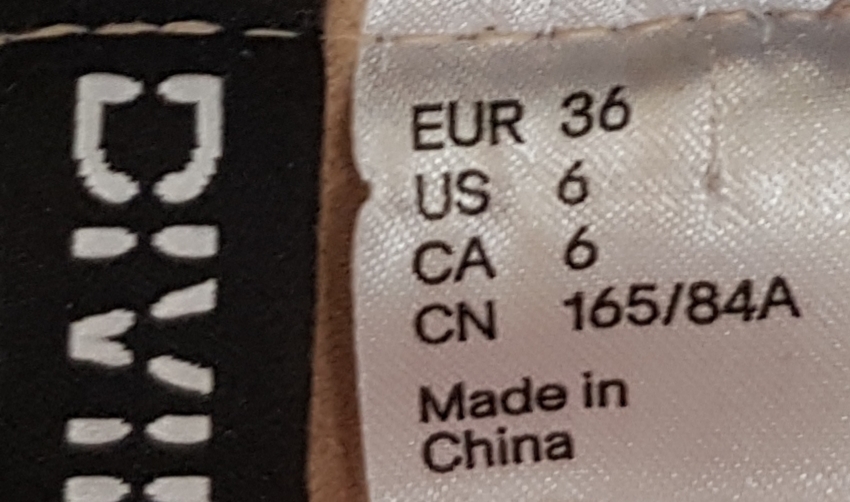 EUR 36
US 6
CA 6
CN 165/84A
Made in
China